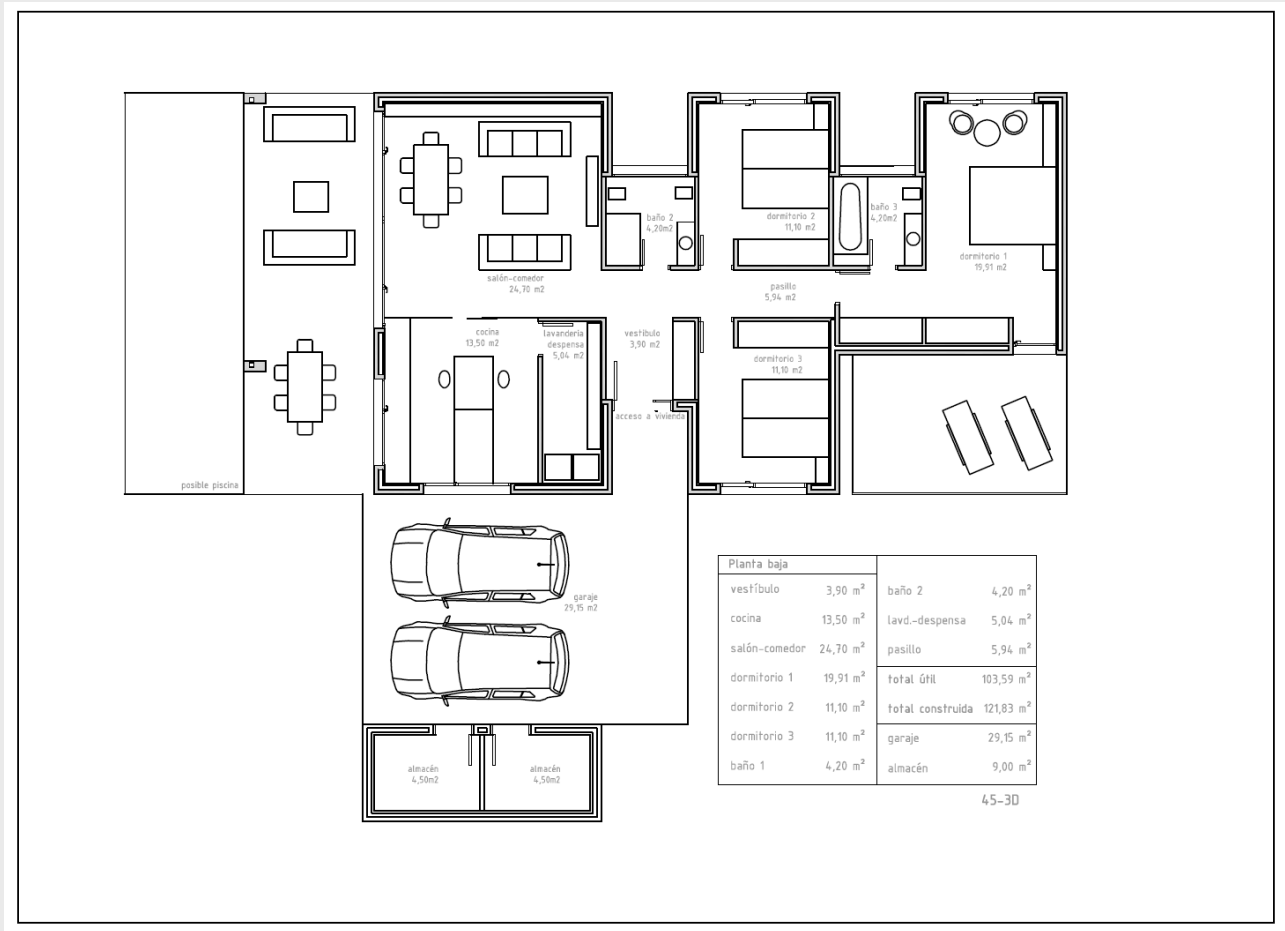 baño 2
4,20m2
dormitorio 2
11,10 m2
baño 3
4,20m2
dormitorio 1
19,91 m2
salón-comedor
24,70 m2
pasillo
5,94 m2
cocina
13,50 m2
lavandería
despensa
5,04 m2
vestíbulo
3,90 m2
dormitorio 3
11,10 m2
acceso a vivienda
posible piscina
garaje
29,15 m2
almacén
4,50m2
almacén
4,50m2
Planta baja
vestíbulo 3,90 m²
cocina 13,50 m²
salón-comedor 24,70 m²
dormitorio 1 19,91 m²
dormitorio 2 11,10 m²
dormitorio 3 11,10 m²
baño 1 4,20 m²
baño 2 4,20 m²
lavd.-despensa 5,04 m²
pasillo 5,94 m²
total útil 103,59 m²
total construida 121,83 m²
garaje 29,15 m²
almacén 9,00 m²
45-3D